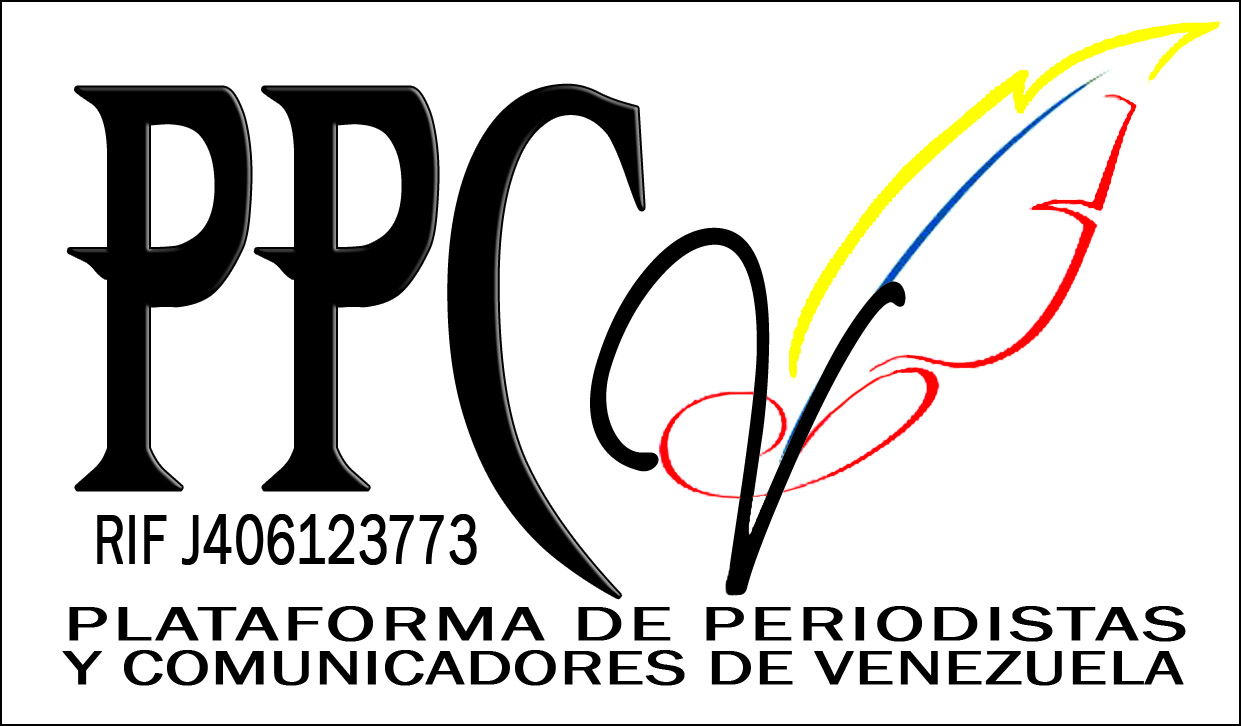 PPCV
RIF J406123773
PLATAFORMA DE PERIODISTAS
Y COMUNICADORES DE VENEZUELA